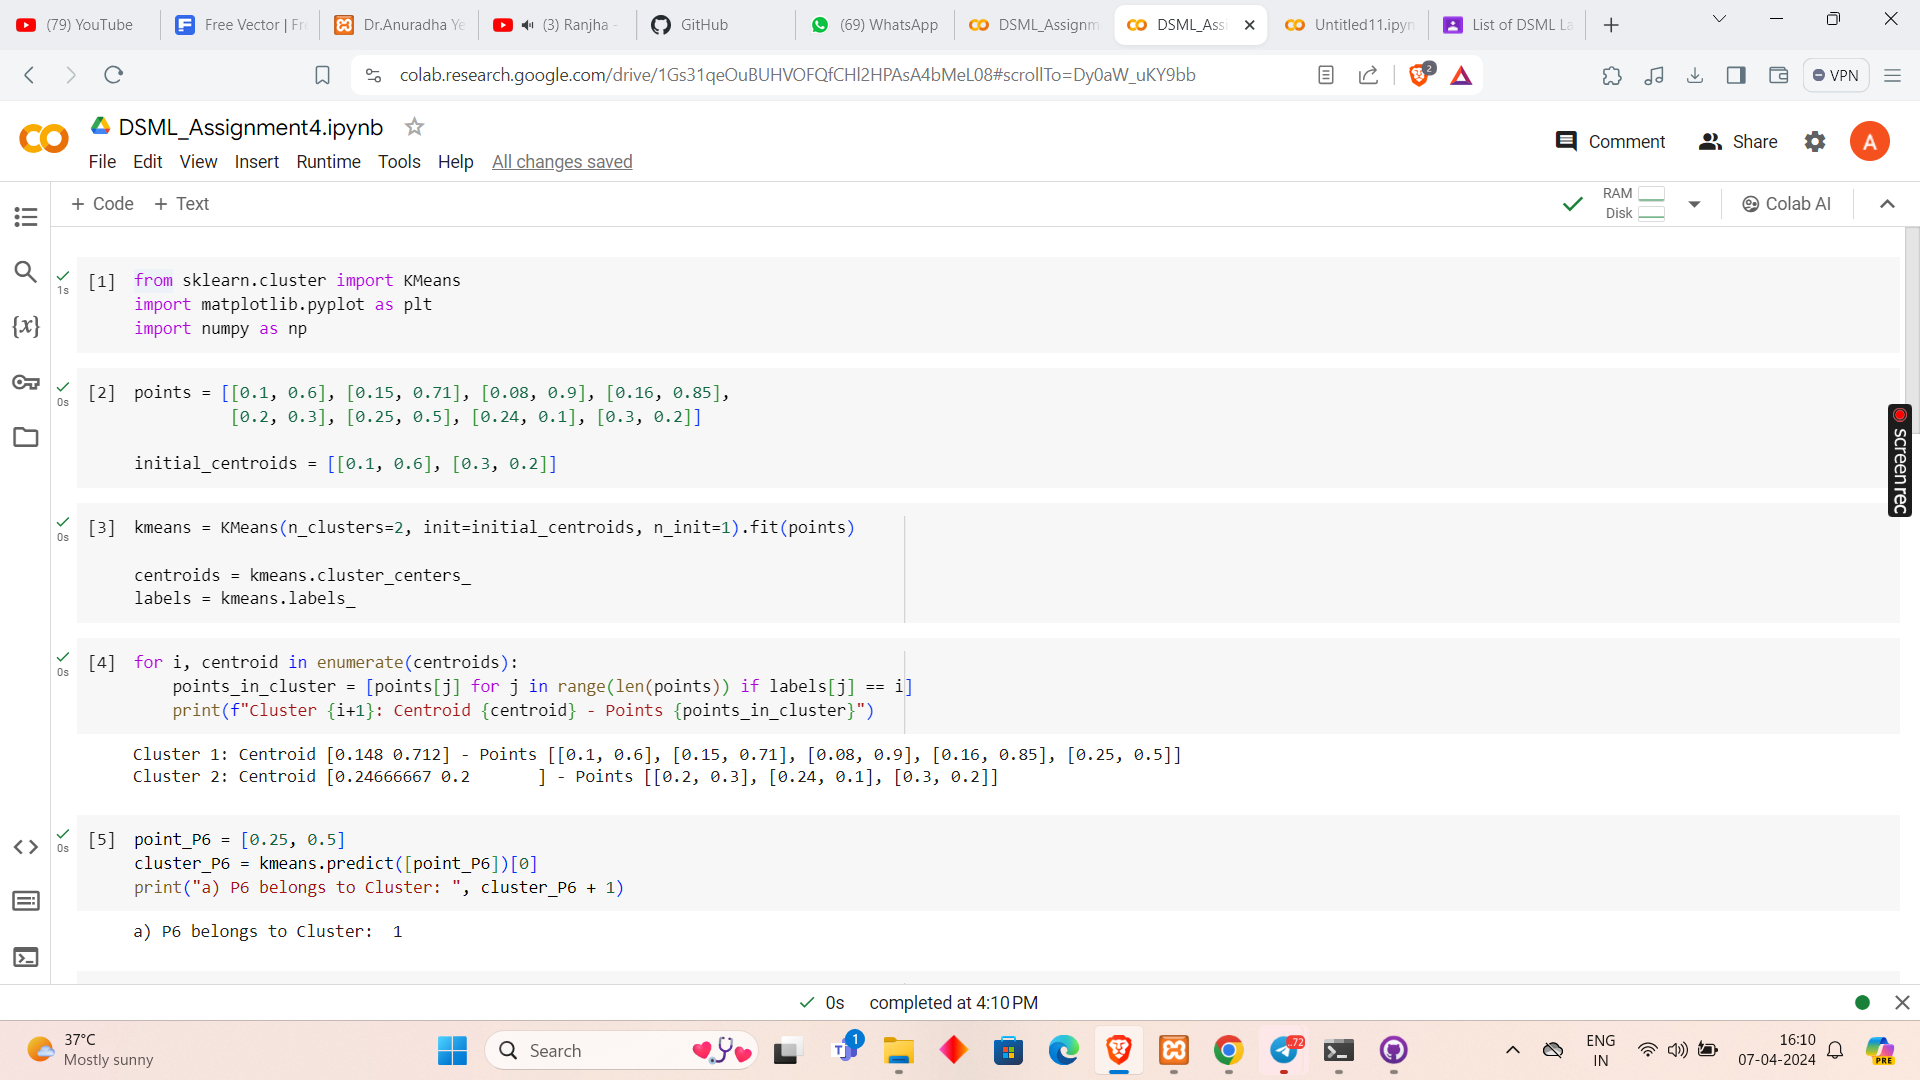 (79) YouTube
Free Vector | Fr
Dr.Anuradha Ye
(3) Ranjha -
GitHub
(69) WhatsApp
DSML_Assignm
DSML_Assi
Untitled11.ipyn
List of DSML La
colab.research.google.com/drive/1Gs31qeOuBUHVOFQfCHl2HPAsA4bMeL08#scrollTo=Dy0aW_uKY9bb
2
VPN
DSML_Assignment4.ipynb
Comment
Share
A
File Edit View Insert Runtime Tools Help All changes saved
+ Code + Text
RAM
Disk
Colab AI
{x}
1s
[1] from sklearn.cluster import KMeans
import matplotlib.pyplot as plt
import numpy as np
0s
[2] points = [[0.1, 0.6], [0.15, 0.71], [0.08, 0.9], [0.16, 0.85],
[0.2, 0.3], [0.25, 0.5], [0.24, 0.1], [0.3, 0.2]]
initial_centroids = [[0.1, 0.6], [0.3, 0.2]]
screenrec
0s
[3] kmeans = KMeans(n_clusters=2, init=initial_centroids, n_init=1).fit(points)
centroids = kmeans.cluster_centers_
labels = kmeans.labels_
0s
[4] for i, centroid in enumerate(centroids):
points_in_cluster = [points[j] for j in range(len(points)) if labels[j] == i]
print(f"Cluster {i+1}: Centroid {centroid} - Points {points_in_cluster}")
Cluster 1: Centroid [0.148 0.712] - Points [[0.1, 0.6], [0.15, 0.71], [0.08, 0.9], [0.16, 0.85], [0.25, 0.5]]
Cluster 2: Centroid [0.24666667 0.2       ] - Points [[0.2, 0.3], [0.24, 0.1], [0.3, 0.2]]
0s
[5] point_P6 = [0.25, 0.5]
cluster_P6 = kmeans.predict([point_P6])[0]
print("a) P6 belongs to Cluster: ", cluster_P6 + 1)
a) P6 belongs to Cluster:  1
0s completed at 4:10 PM
37°C
Mostly sunny
Search
1
..72
ENG
IN
16:10
07-04-2024
PRE